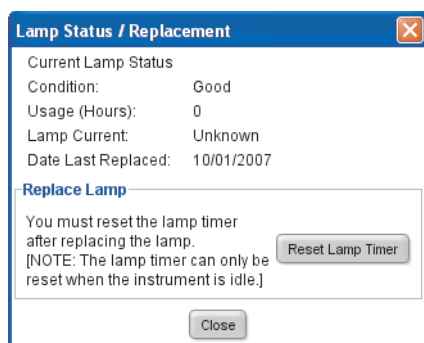 Lamp Status / Replacement
Current Lamp Status
Condition: Good
Usage (Hours): 0
Lamp Current: Unknown
Date Last Replaced: 10/01/2007
Replace Lamp
You must reset the lamp timer
after replacing the lamp.
[NOTE: The lamp timer can only be
reset when the instrument is idle.]
Reset Lamp Timer
Close